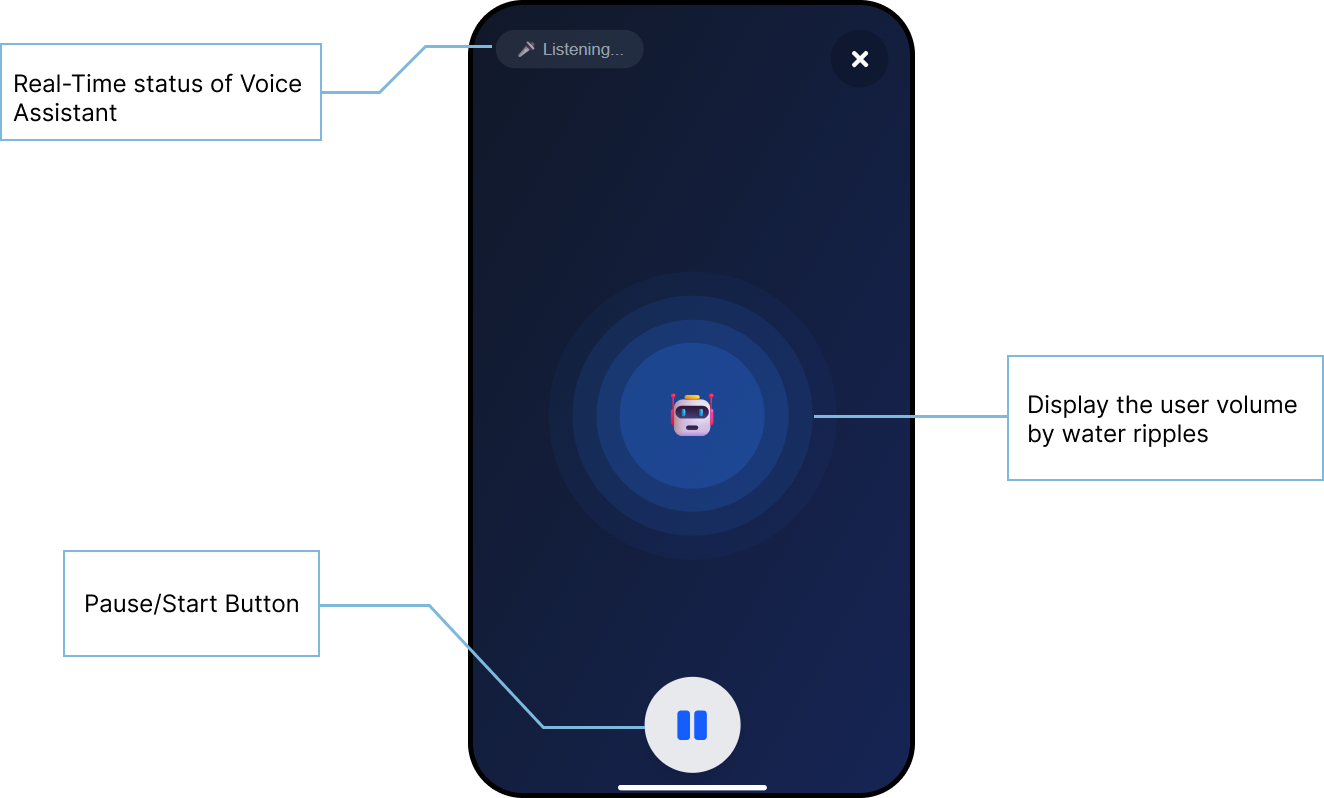 Listening...
Real-Time status of Voice
Assistant
Display the user volume
by water ripples
Pause/Start Button